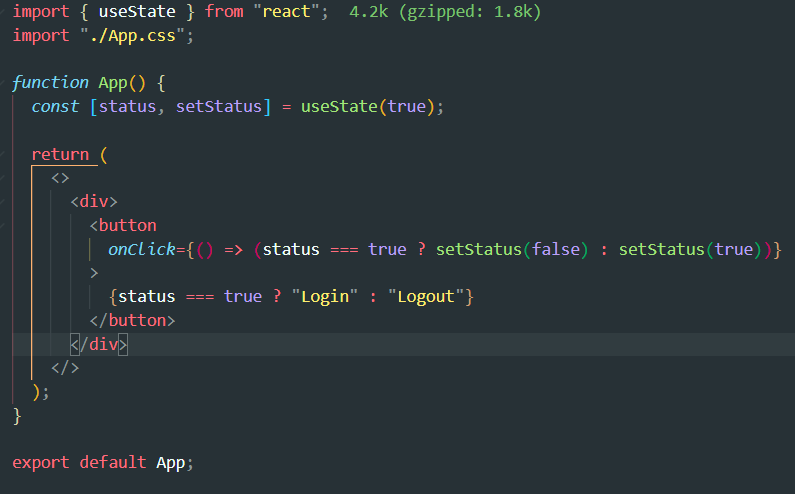 import { useState } from "react";  4.2k (gzipped: 1.8k)
import "./App.css";

function App() {
  const [status, setStatus] = useState(true);

  return (
    <>
      <div>
        <button
          onClick={() => (status === true ? setStatus(false) : setStatus(true))}
        >
          {status === true ? "Login" : "Logout"}
        </button>
      </div>
    </>
  );
}

export default App;